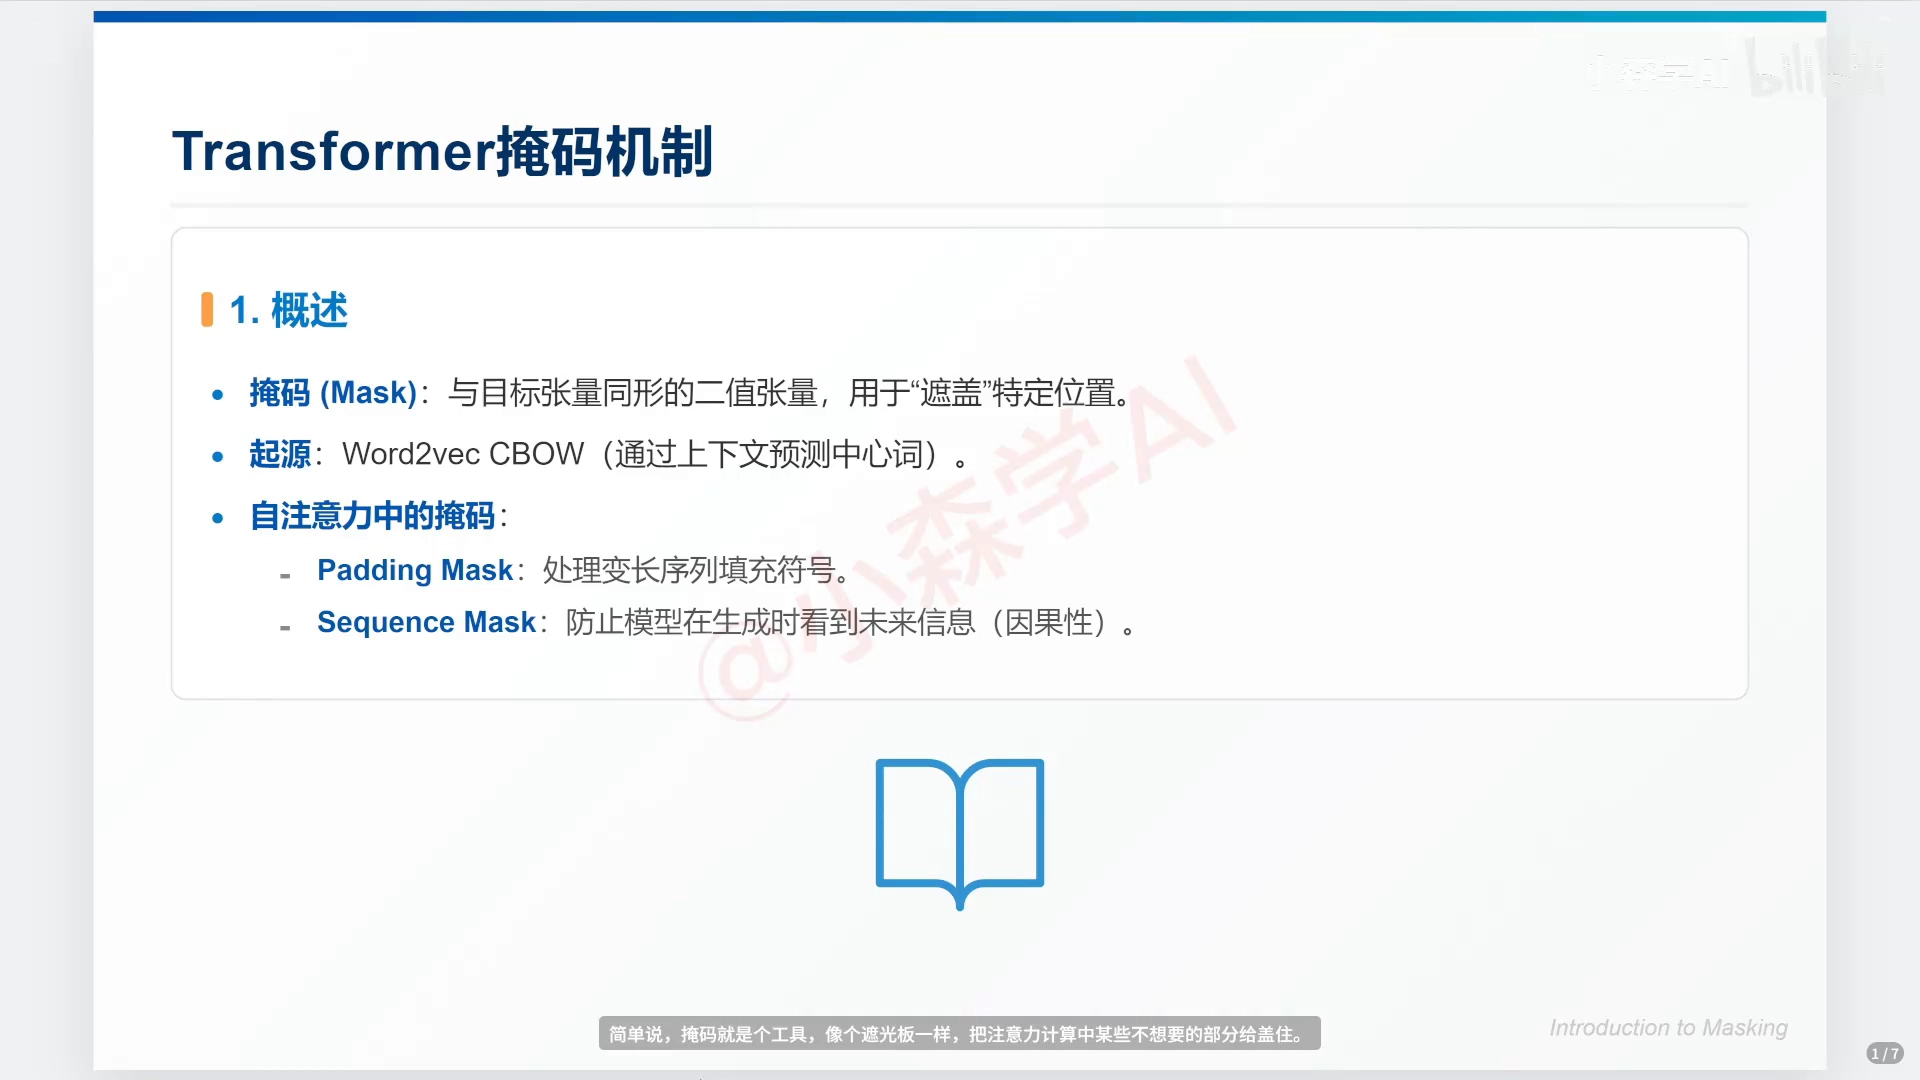 Transformer掩码机制
1. 概述
掩码 (Mask)：与目标张量同形的二值张量，用于“遮盖”特定位置。
起源：Word2vec CBOW（通过上下文预测中心词）。
自注意力中的掩码：
- Padding Mask：处理变长序列填充符号。
- Sequence Mask：防止模型在生成时看到未来信息（因果性）。
@小森学AI
简单说，掩码就是个工具，像个遮光板一样，把注意力计算中某些不想要的部分给盖住。
Introduction to Masking
1 / 7